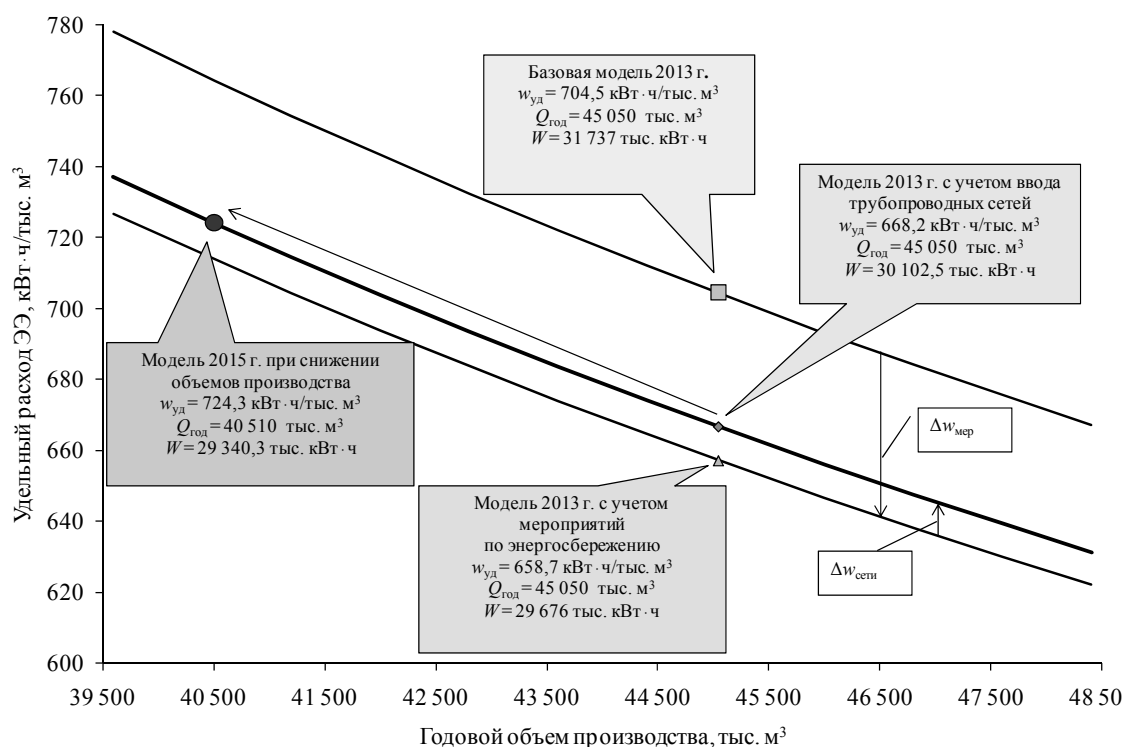 780
760
740
720
700
680
660
640
620
600
Удельный расход ЭЭ, кВт·ч/тыс. м³
Базовая модель 2013 г.
wуд = 704,5 кВт·ч/тыс. м³
Qгод = 45 050 тыс. м³
W = 31 737 тыс. кВт·ч
Модель 2013 г. с учетом ввода
трубопроводных сетей
wуд = 668,2 кВт·ч/тыс. м³
Qгод = 45 050 тыс. м³
W = 30 102,5 тыс. кВт·ч
Модель 2015 г. при снижении
объемов производства
wуд = 724,3 кВт·ч/тыс. м³
Qгод = 40 510 тыс. м³
W = 29 340,3 тыс. кВт·ч
Δwмер
Модель 2013 г. с учетом
мероприятий
по энергосбережению
wуд = 658,7 кВт·ч/тыс. м³
Qгод = 45 050 тыс. м³
W = 29 676 тыс. кВт·ч
Δwсети
39 500 40 500 41 500 42 500 43 500 44 500 45 500 46 500 47 500 48 50
Годовой объем производства, тыс. м³